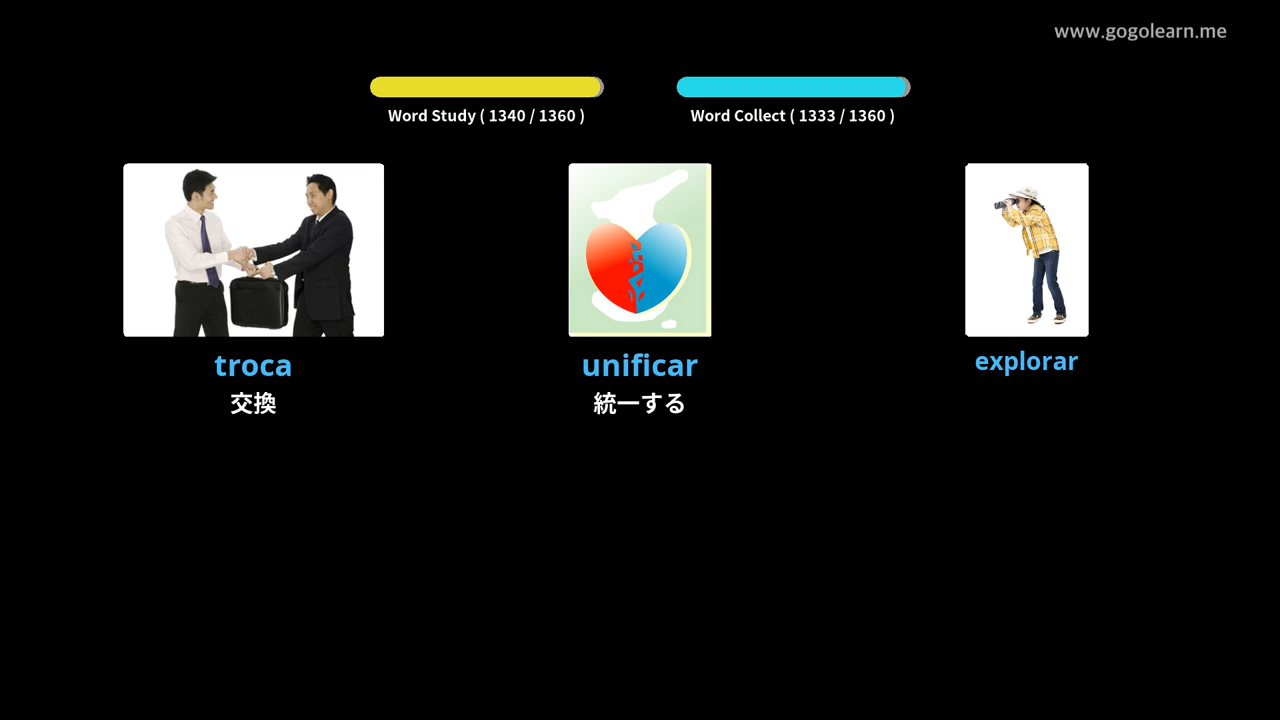 www.gogolearn.me
Word Study ( 1340 / 1360 )
Word Collect ( 1333 / 1360 )
troca
交換
unificar
統一する
explorar